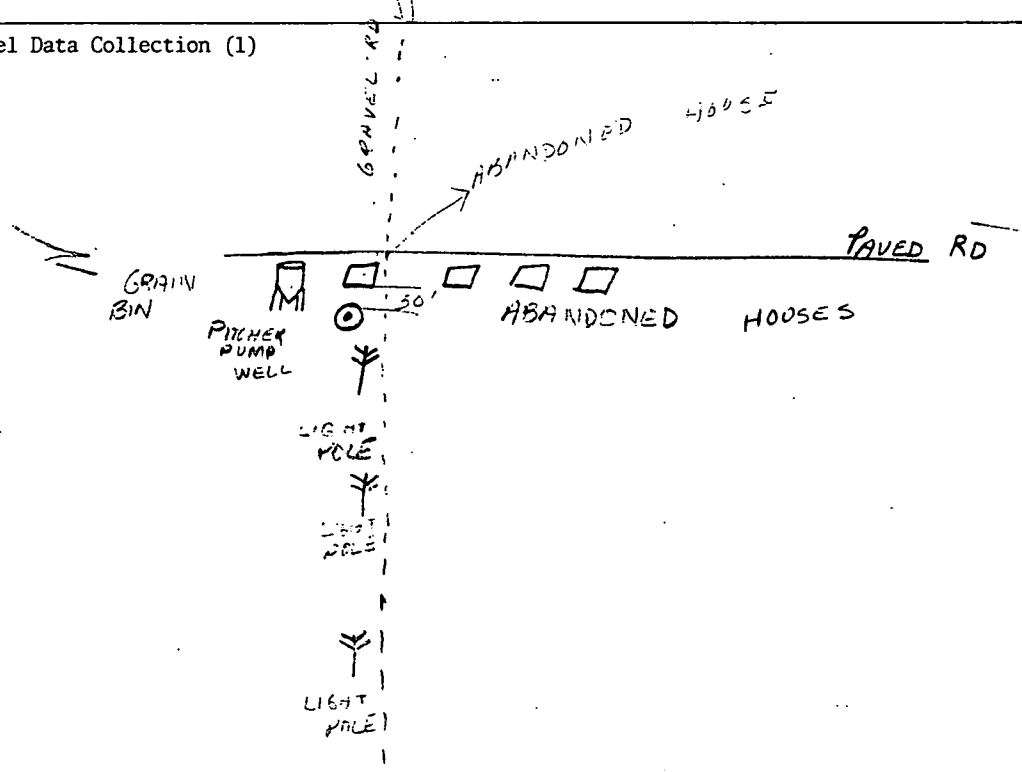 el Data Collection (1)
GRAVEL RD
ABANDONED HOUSE
PAVED RD
GRAIN
BIN
30'
ABANDONED HOUSES
PITCHER
PUMP
WELL
LIGHT
POLE
LIGHT
POLE
LIGHT
POLE